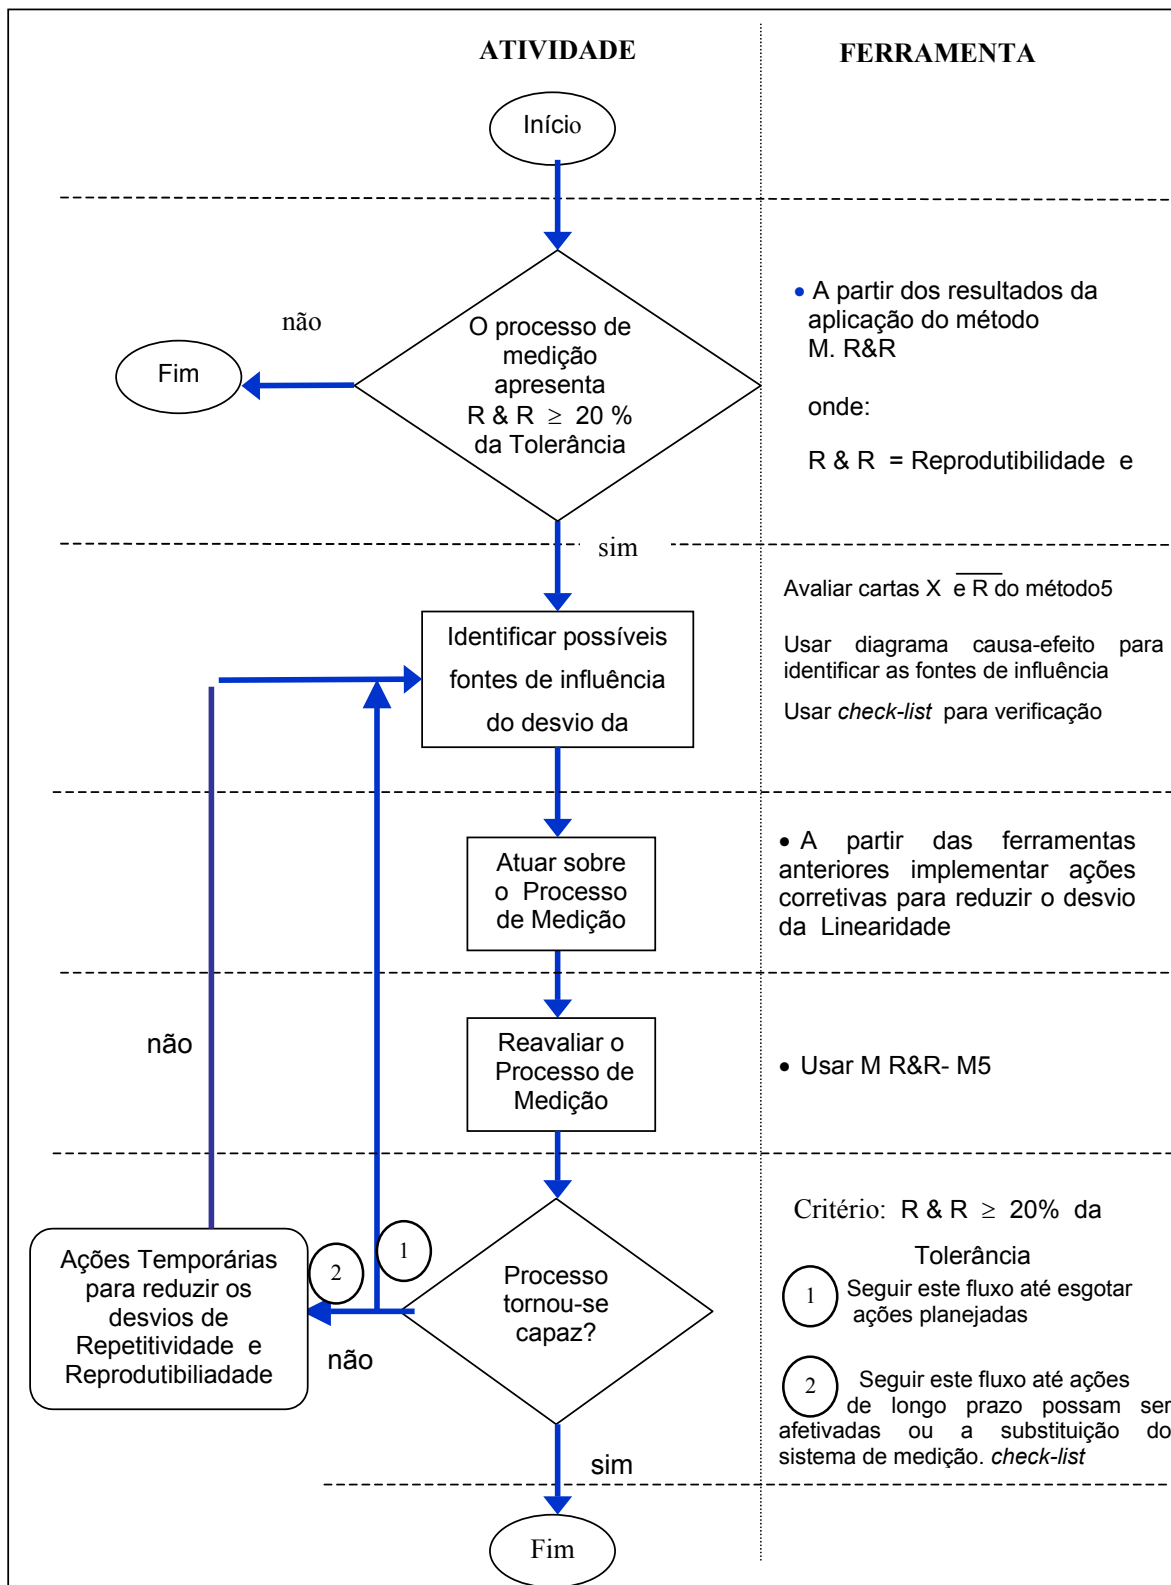 ATIVIDADE
FERRAMENTA
Início
não
Fim
O processo de
medição
apresenta
R & R ≥ 20 %
da Tolerância
• A partir dos resultados da
aplicação do método
M. R&R
onde:
R & R = Reprodutibilidade e
sim
Identificar possíveis
fontes de influência
do desvio da
Avaliar cartas X e R do método5
Usar diagrama causa-efeito para
identificar as fontes de influência
Usar check-list para verificação
Atuar sobre
o Processo
de Medição
• A partir das ferramentas
anteriores implementar ações
corretivas para reduzir o desvio
da Linearidade
não
Reavaliar o
Processo de
Medição
• Usar M R&R- M5
Ações Temporárias
para reduzir os
desvios de
Repetitividade e
Reprodutibiliadade
2
1
não
Processo
tornou-se
capaz?
Critério: R & R ≥ 20% da
Tolerância
1 Seguir este fluxo até esgotar
ações planejadas
2 Seguir este fluxo até ações
de longo prazo possam ser
afetivadas ou a substituição do
sistema de medição. check-list
sim
Fim